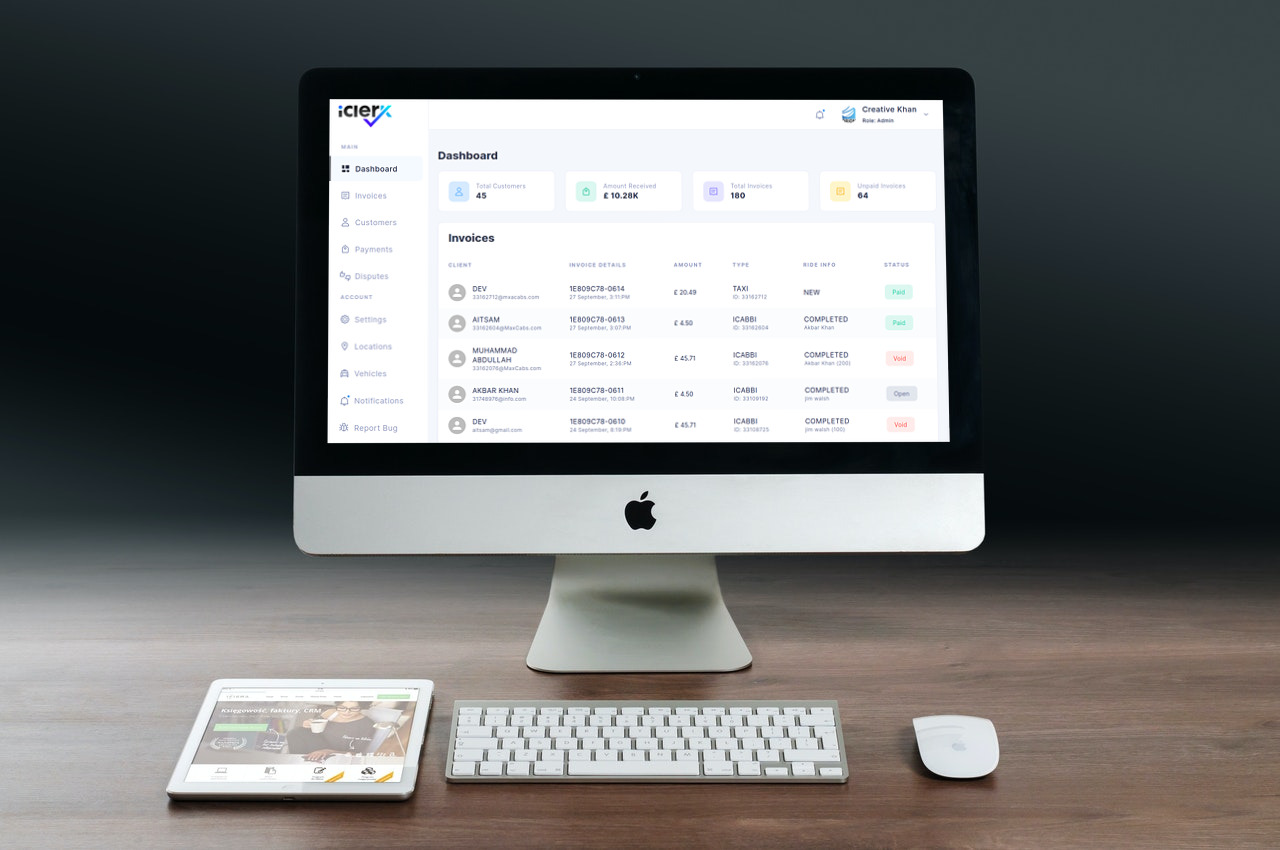 iClerk
Creative Khan
Role: Admin
MAIN
Dashboard
Invoices
Customers
Payments
Disputes
ACCOUNT
Settings
Locations
Vehicles
Notifications
Report Bug
Dashboard
Total Customers
45
Amount Received
£ 10.28K
Total Invoices
180
Unpaid Invoices
64
Invoices
CLIENT INVOICE DETAILS AMOUNT TYPE RIDE INFO STATUS
DEV 1E809C78-0614 £ 20.49 TAXI NEW Paid
33162712@maxcabs.com 27 September, 3:11:PM ID: 33162712
AITSAM 1E809C78-0613 £ 4.50 ICABBI COMPLETED Paid
33162604@MaxCabs.com 27 September, 3:07:PM ID: 33162604 Akbar Khan
MUHAMMAD
ABDULLAH 1E809C78-0612 £ 45.71 ICABBI COMPLETED Void
33162076@MaxCabs.com 27 September, 2:36:PM ID: 33162076 Akbar Khan (200)
AKBAR KHAN 1E809C78-0611 £ 4.50 ICABBI COMPLETED Open
31748976@info.com 24 September, 10:08:PM ID: 33109192 jim walsh
DEV 1E809C78-0610 £ 45.71 ICABBI COMPLETED Void
aitsam@gmail.com 24 September, 8:19:PM ID: 33108725 jim walsh (100)
Księgowość, faktury, CRM